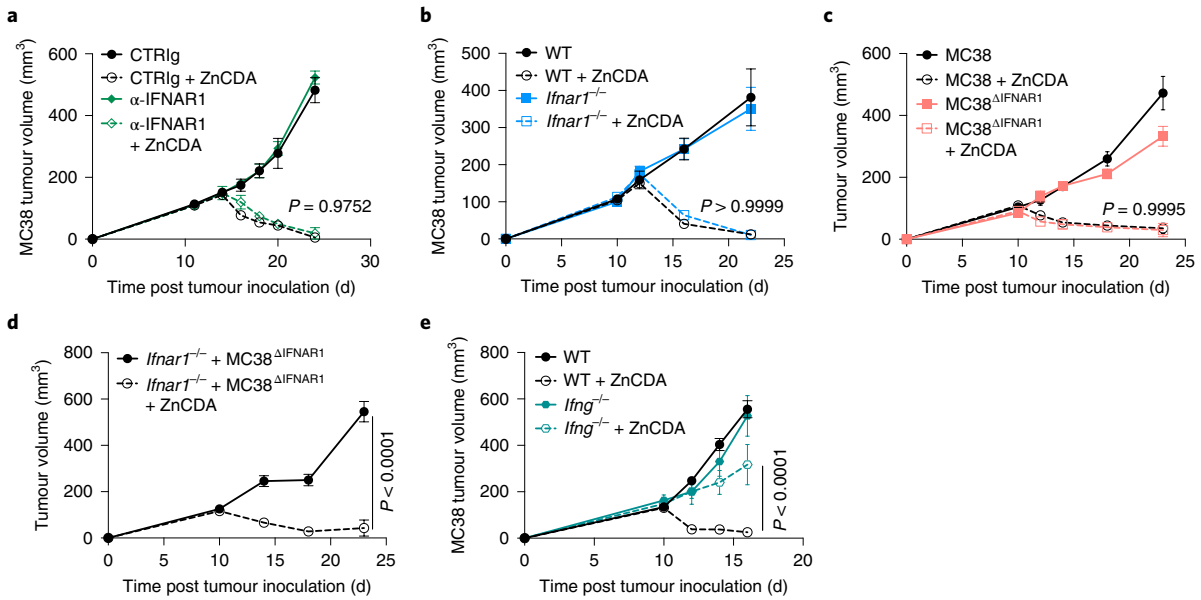 a
MC38 tumour volume (mm³)
600
400
200
0
0
10
20
30
Time post tumour inoculation (d)
CTRIg
CTRIg + ZnCDA
α-IFNAR1
α-IFNAR1
+ ZnCDA
P = 0.9752
b
MC38 tumour volume (mm³)
500
400
300
200
100
0
0
5
10
15
20
25
Time post tumour inoculation (d)
WT
WT + ZnCDA
Ifnar1⁻/⁻
Ifnar1⁻/⁻ + ZnCDA
P > 0.9999
c
Tumour volume (mm³)
600
400
200
0
0
5
10
15
20
25
Time post tumour inoculation (d)
MC38
MC38 + ZnCDA
MC38ΔIFNAR1
MC38ΔIFNAR1
+ ZnCDA
P = 0.9995
d
Tumour volume (mm³)
800
600
400
200
0
0
5
10
15
20
25
Time post tumour inoculation (d)
Ifnar1⁻/⁻ + MC38ΔIFNAR1
Ifnar1⁻/⁻ + MC38ΔIFNAR1
+ ZnCDA
P < 0.0001
e
MC38 tumour volume (mm³)
800
600
400
200
0
0
5
10
15
20
Time post tumour inoculation (d)
WT
WT + ZnCDA
Ifng⁻/⁻
Ifng⁻/⁻ + ZnCDA
P < 0.0001